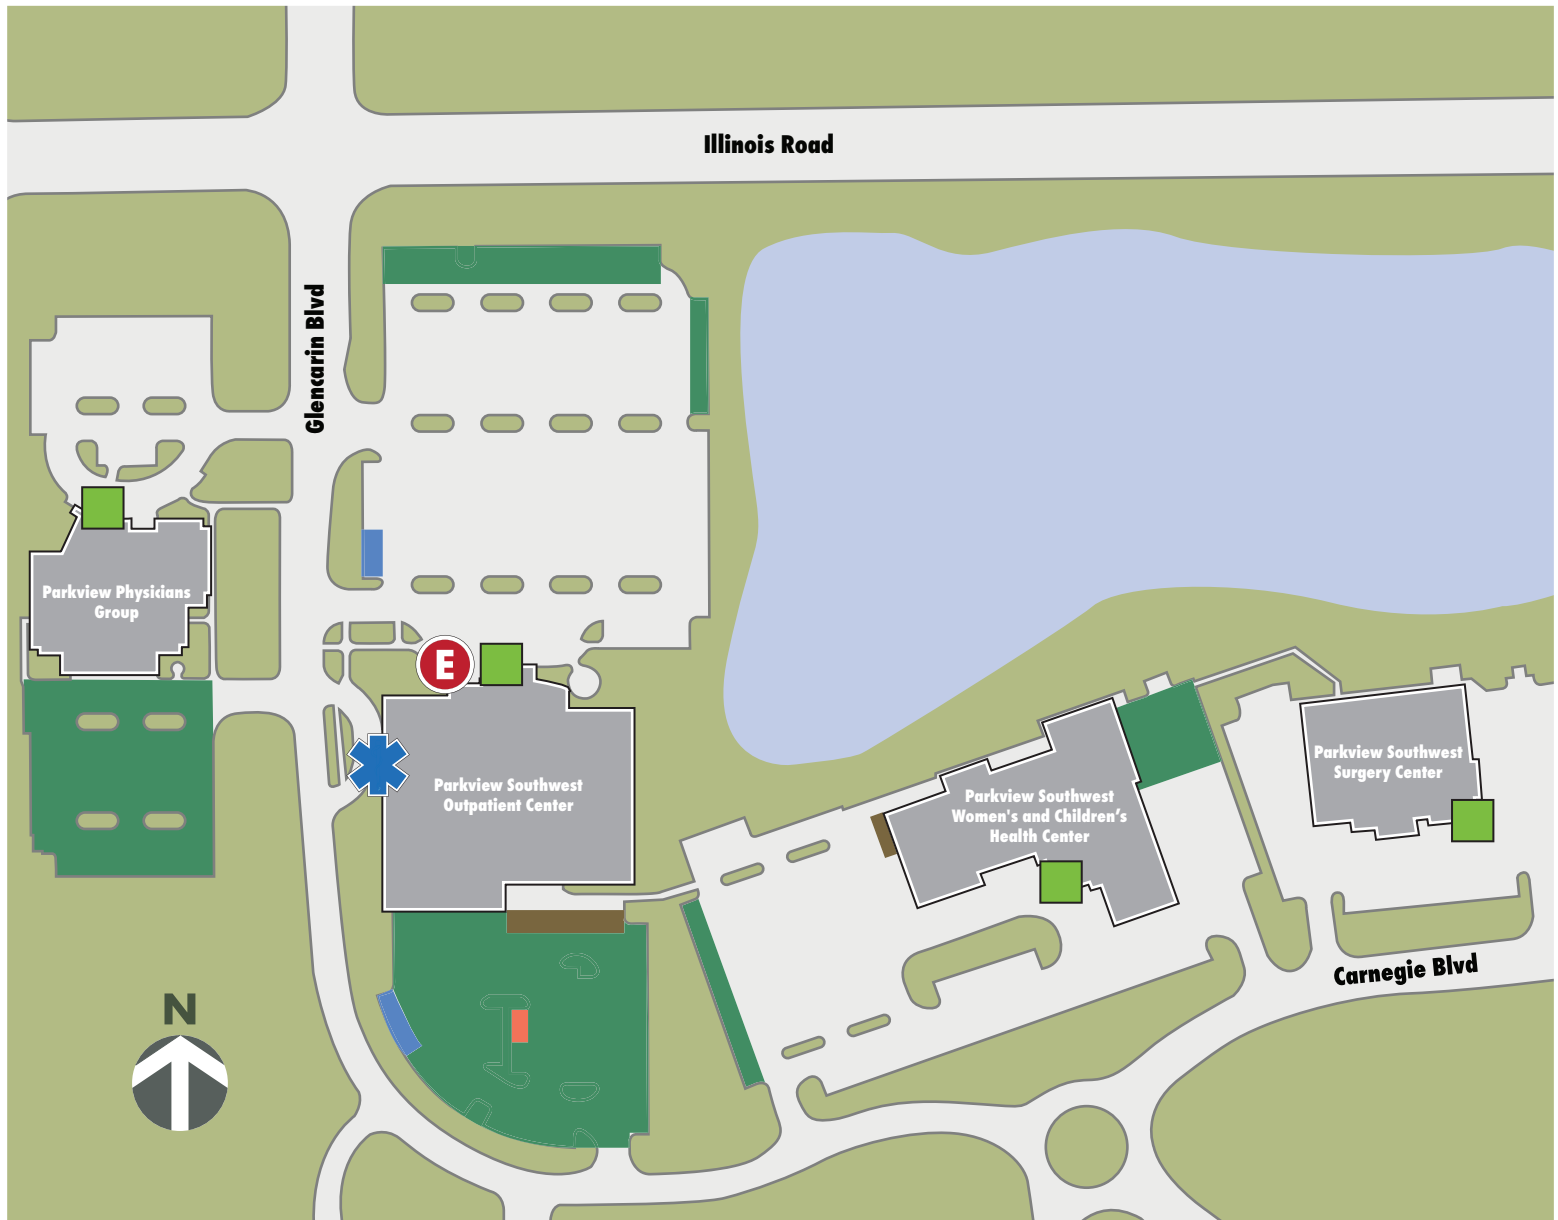 Illinois Road
Glencarin Blvd
Parkview Physicians
Group
E
Parkview Southwest
Outpatient Center
Parkview Southwest
Women's and Children’s
Health Center
Parkview Southwest
Surgery Center
Carnegie Blvd
N